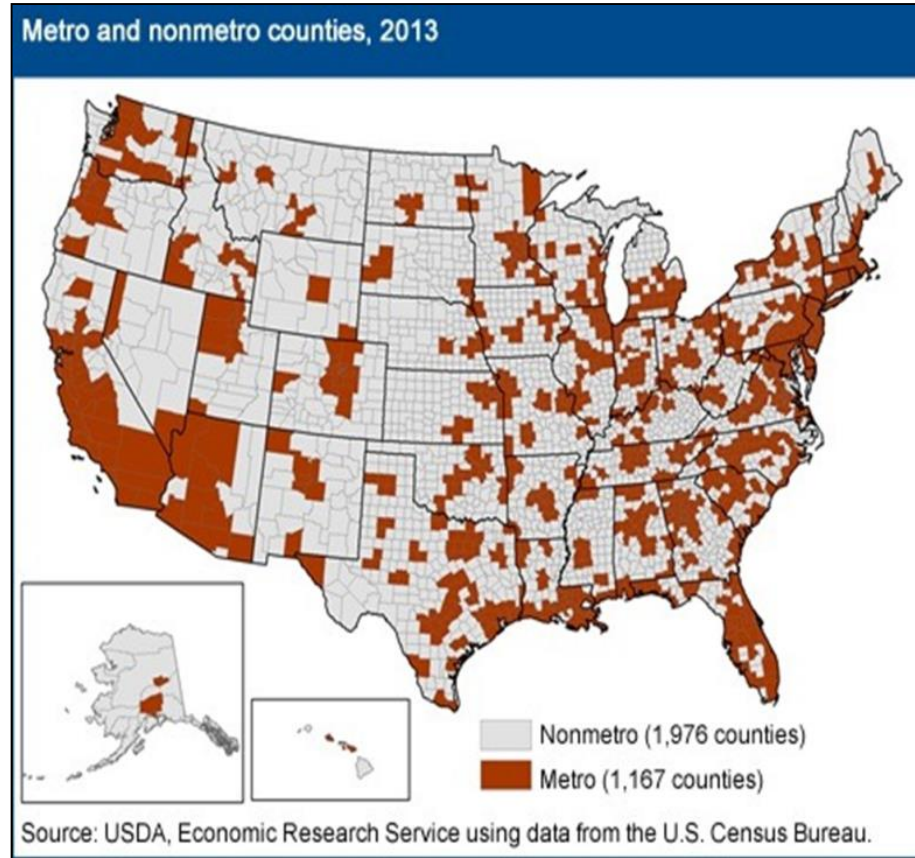 Metro and nonmetro counties, 2013
Nonmetro (1,976 counties)
Metro (1,167 counties)
Source: USDA, Economic Research Service using data from the U.S. Census Bureau.